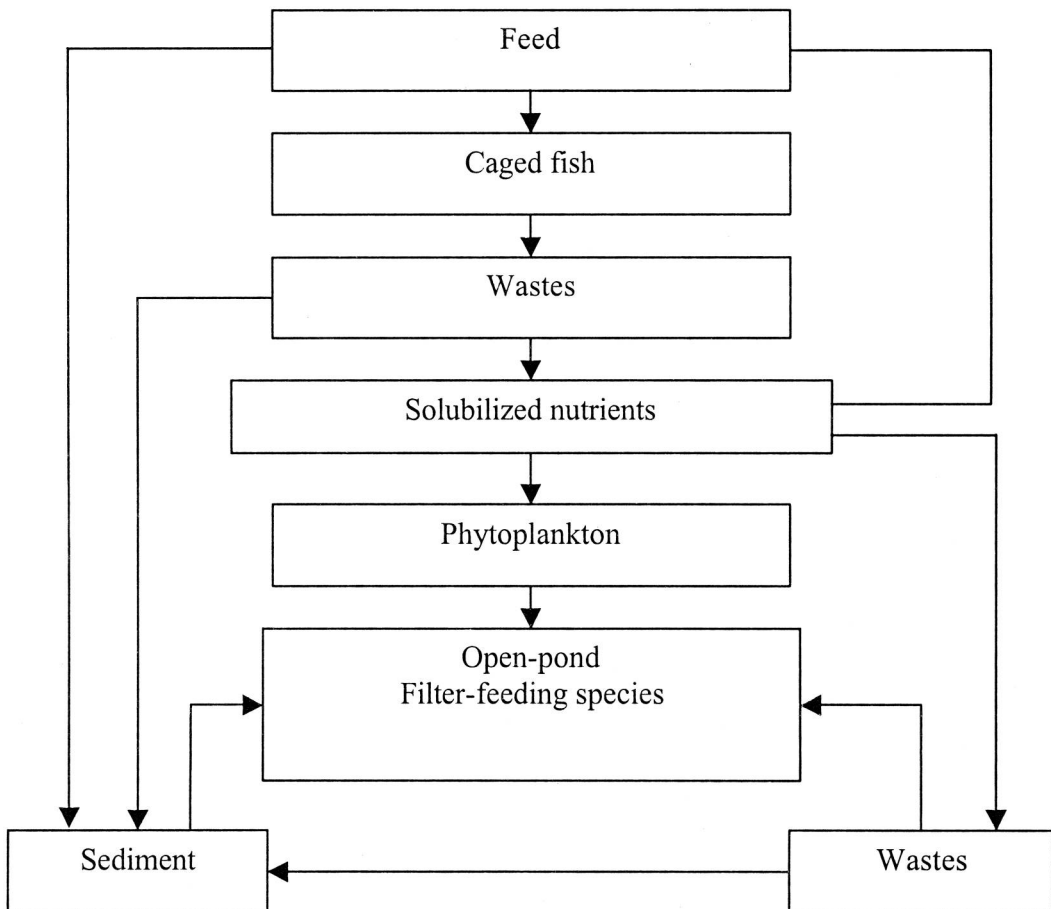 Feed
Caged fish
Wastes
Solubilized nutrients
Phytoplankton
Open-pond
Filter-feeding species
Sediment
Wastes